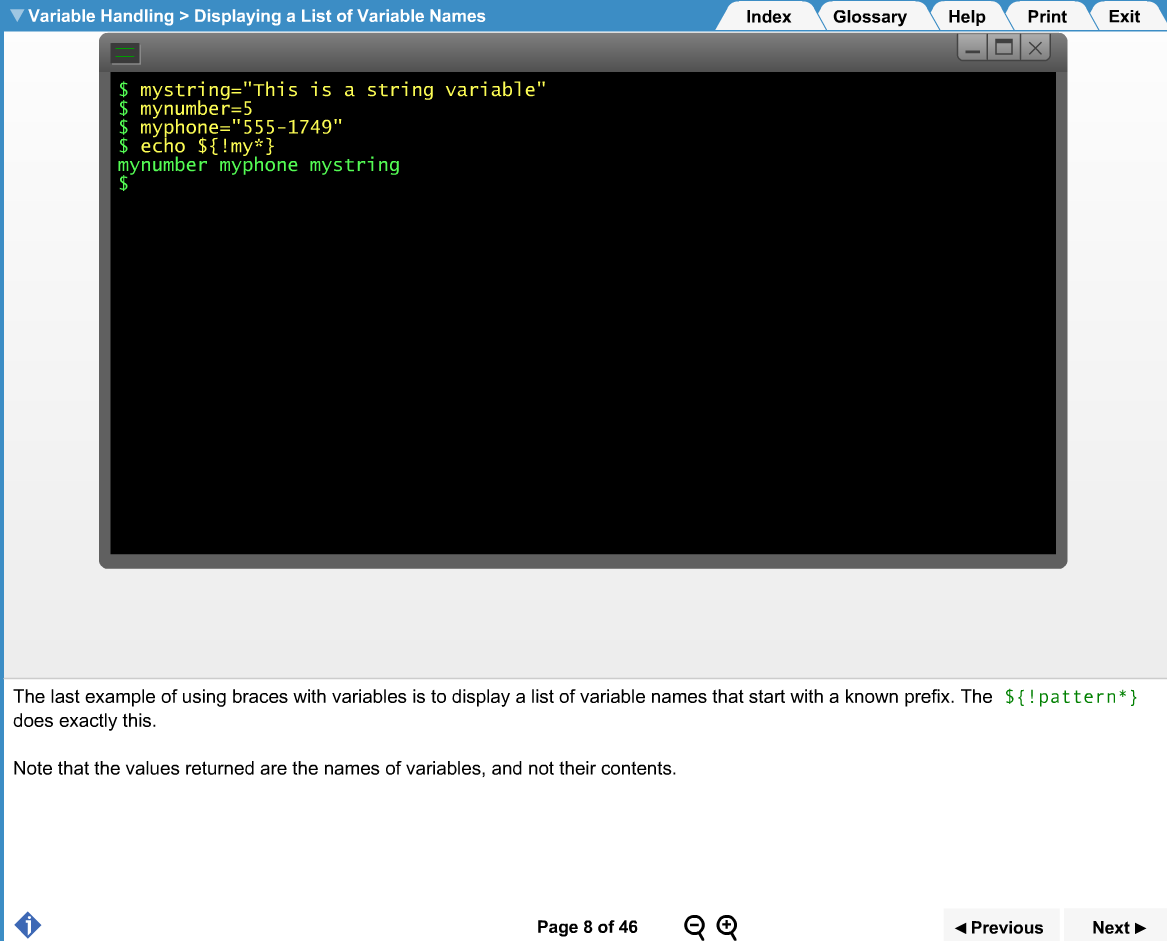 Variable Handling > Displaying a List of Variable Names
Index
Glossary
Help
Print
Exit
$ mystring="This is a string variable"
$ mynumber=5
$ myphone="555-1749"
$ echo ${!my*}
mynumber myphone mystring
$
The last example of using braces with variables is to display a list of variable names that start with a known prefix. The ${!pattern*}
does exactly this.
Note that the values returned are the names of variables, and not their contents.
Page 8 of 46
Previous
Next